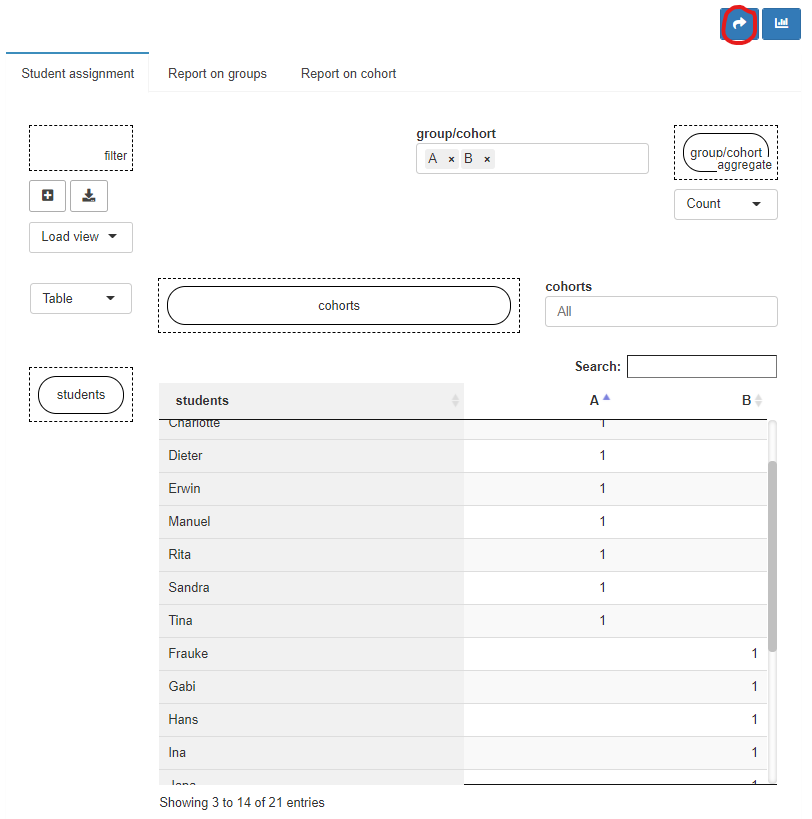 Student assignment Report on groups Report on cohort
filter
group/cohort
A × B ×
group/cohort
aggregate
Count
Load view
Table
cohorts
cohorts
All
students
Search:
students A B
Charlotte 1
Dieter 1
Erwin 1
Manuel 1
Rita 1
Sandra 1
Tina 1
Frauke 1
Gabi 1
Hans 1
Ina 1
1
Showing 3 to 14 of 21 entries